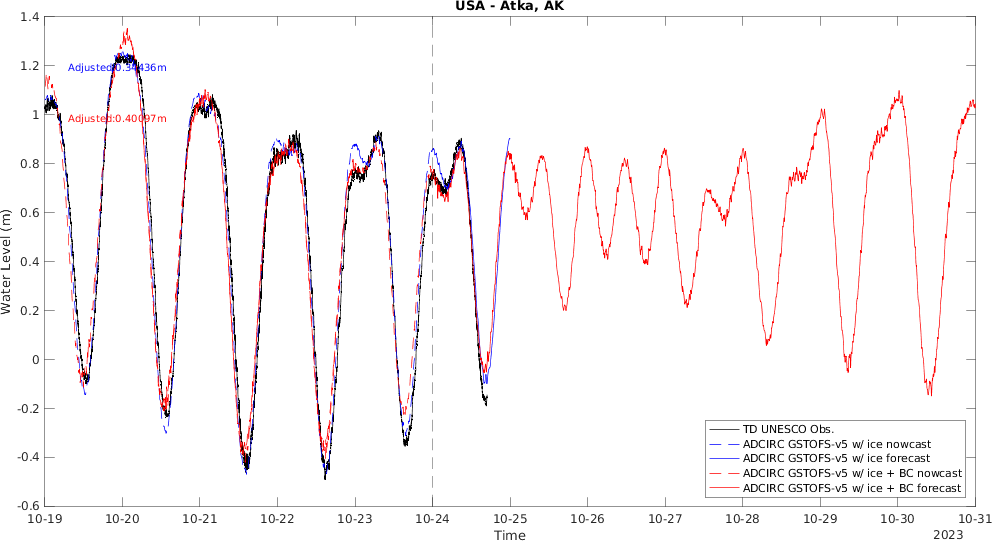 USA - Atka, AK
1.4
1.2
1
0.8
0.6
0.4
0.2
0
-0.2
-0.4
-0.6
Water Level (m)
Adjusted:0.34436m
Adjusted:0.40097m
TD UNESCO Obs.
ADCIRC GSTOFS-v5 w/ ice nowcast
ADCIRC GSTOFS-v5 w/ ice forecast
ADCIRC GSTOFS-v5 w/ ice + BC nowcast
ADCIRC GSTOFS-v5 w/ ice + BC forecast
10-19 10-20 10-21 10-22 10-23 10-24 10-25 10-26 10-27 10-28 10-29 10-30 10-31
Time
2023